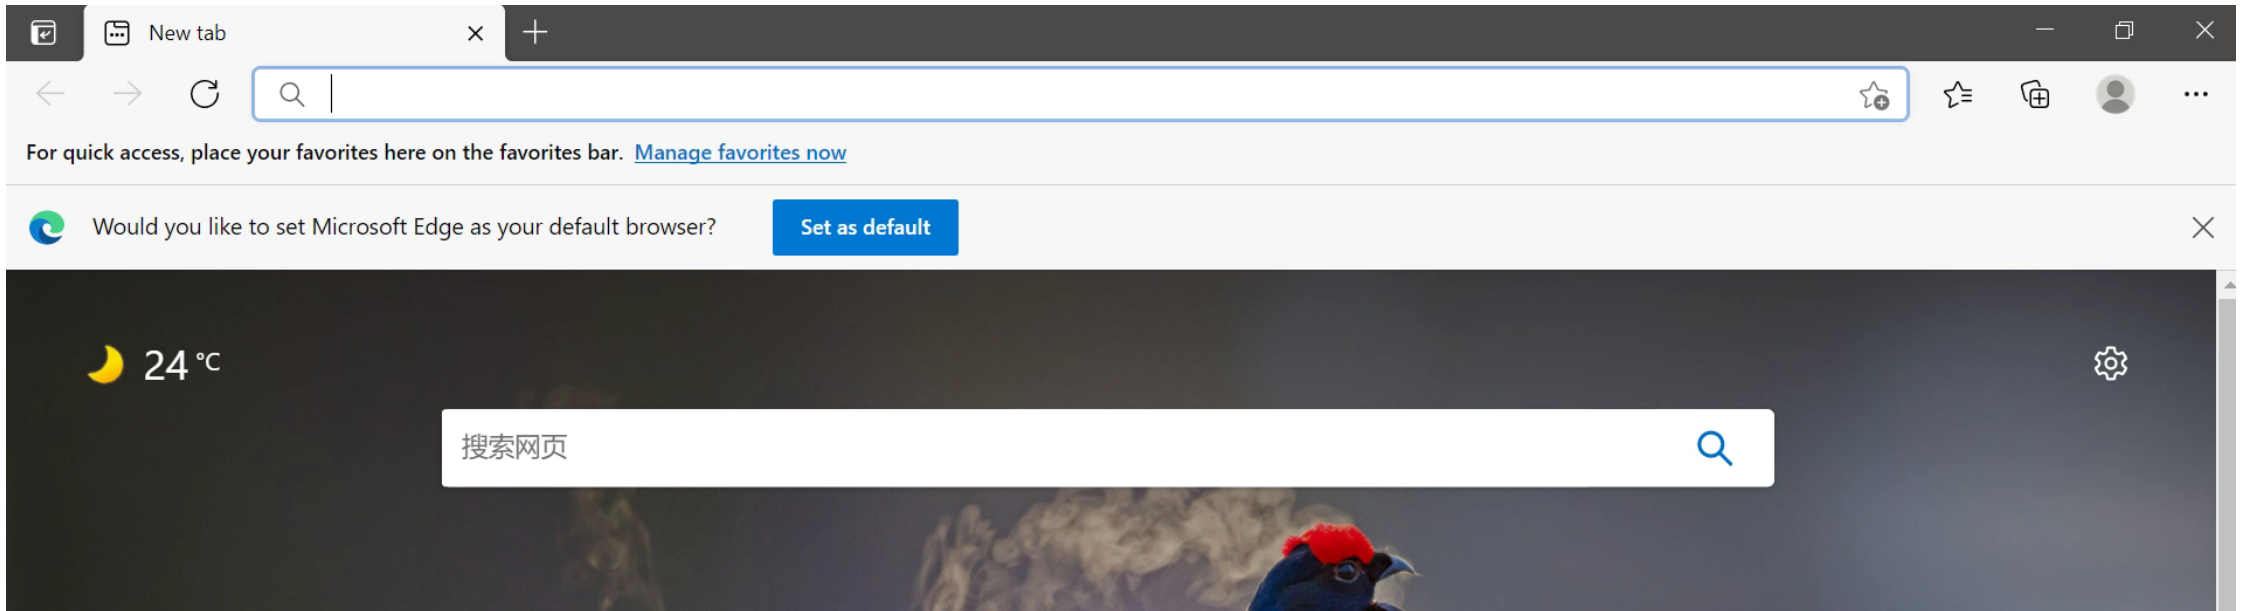 New tab
For quick access, place your favorites here on the favorites bar. Manage favorites now
Would you like to set Microsoft Edge as your default browser? Set as default
24 °C
搜索网页